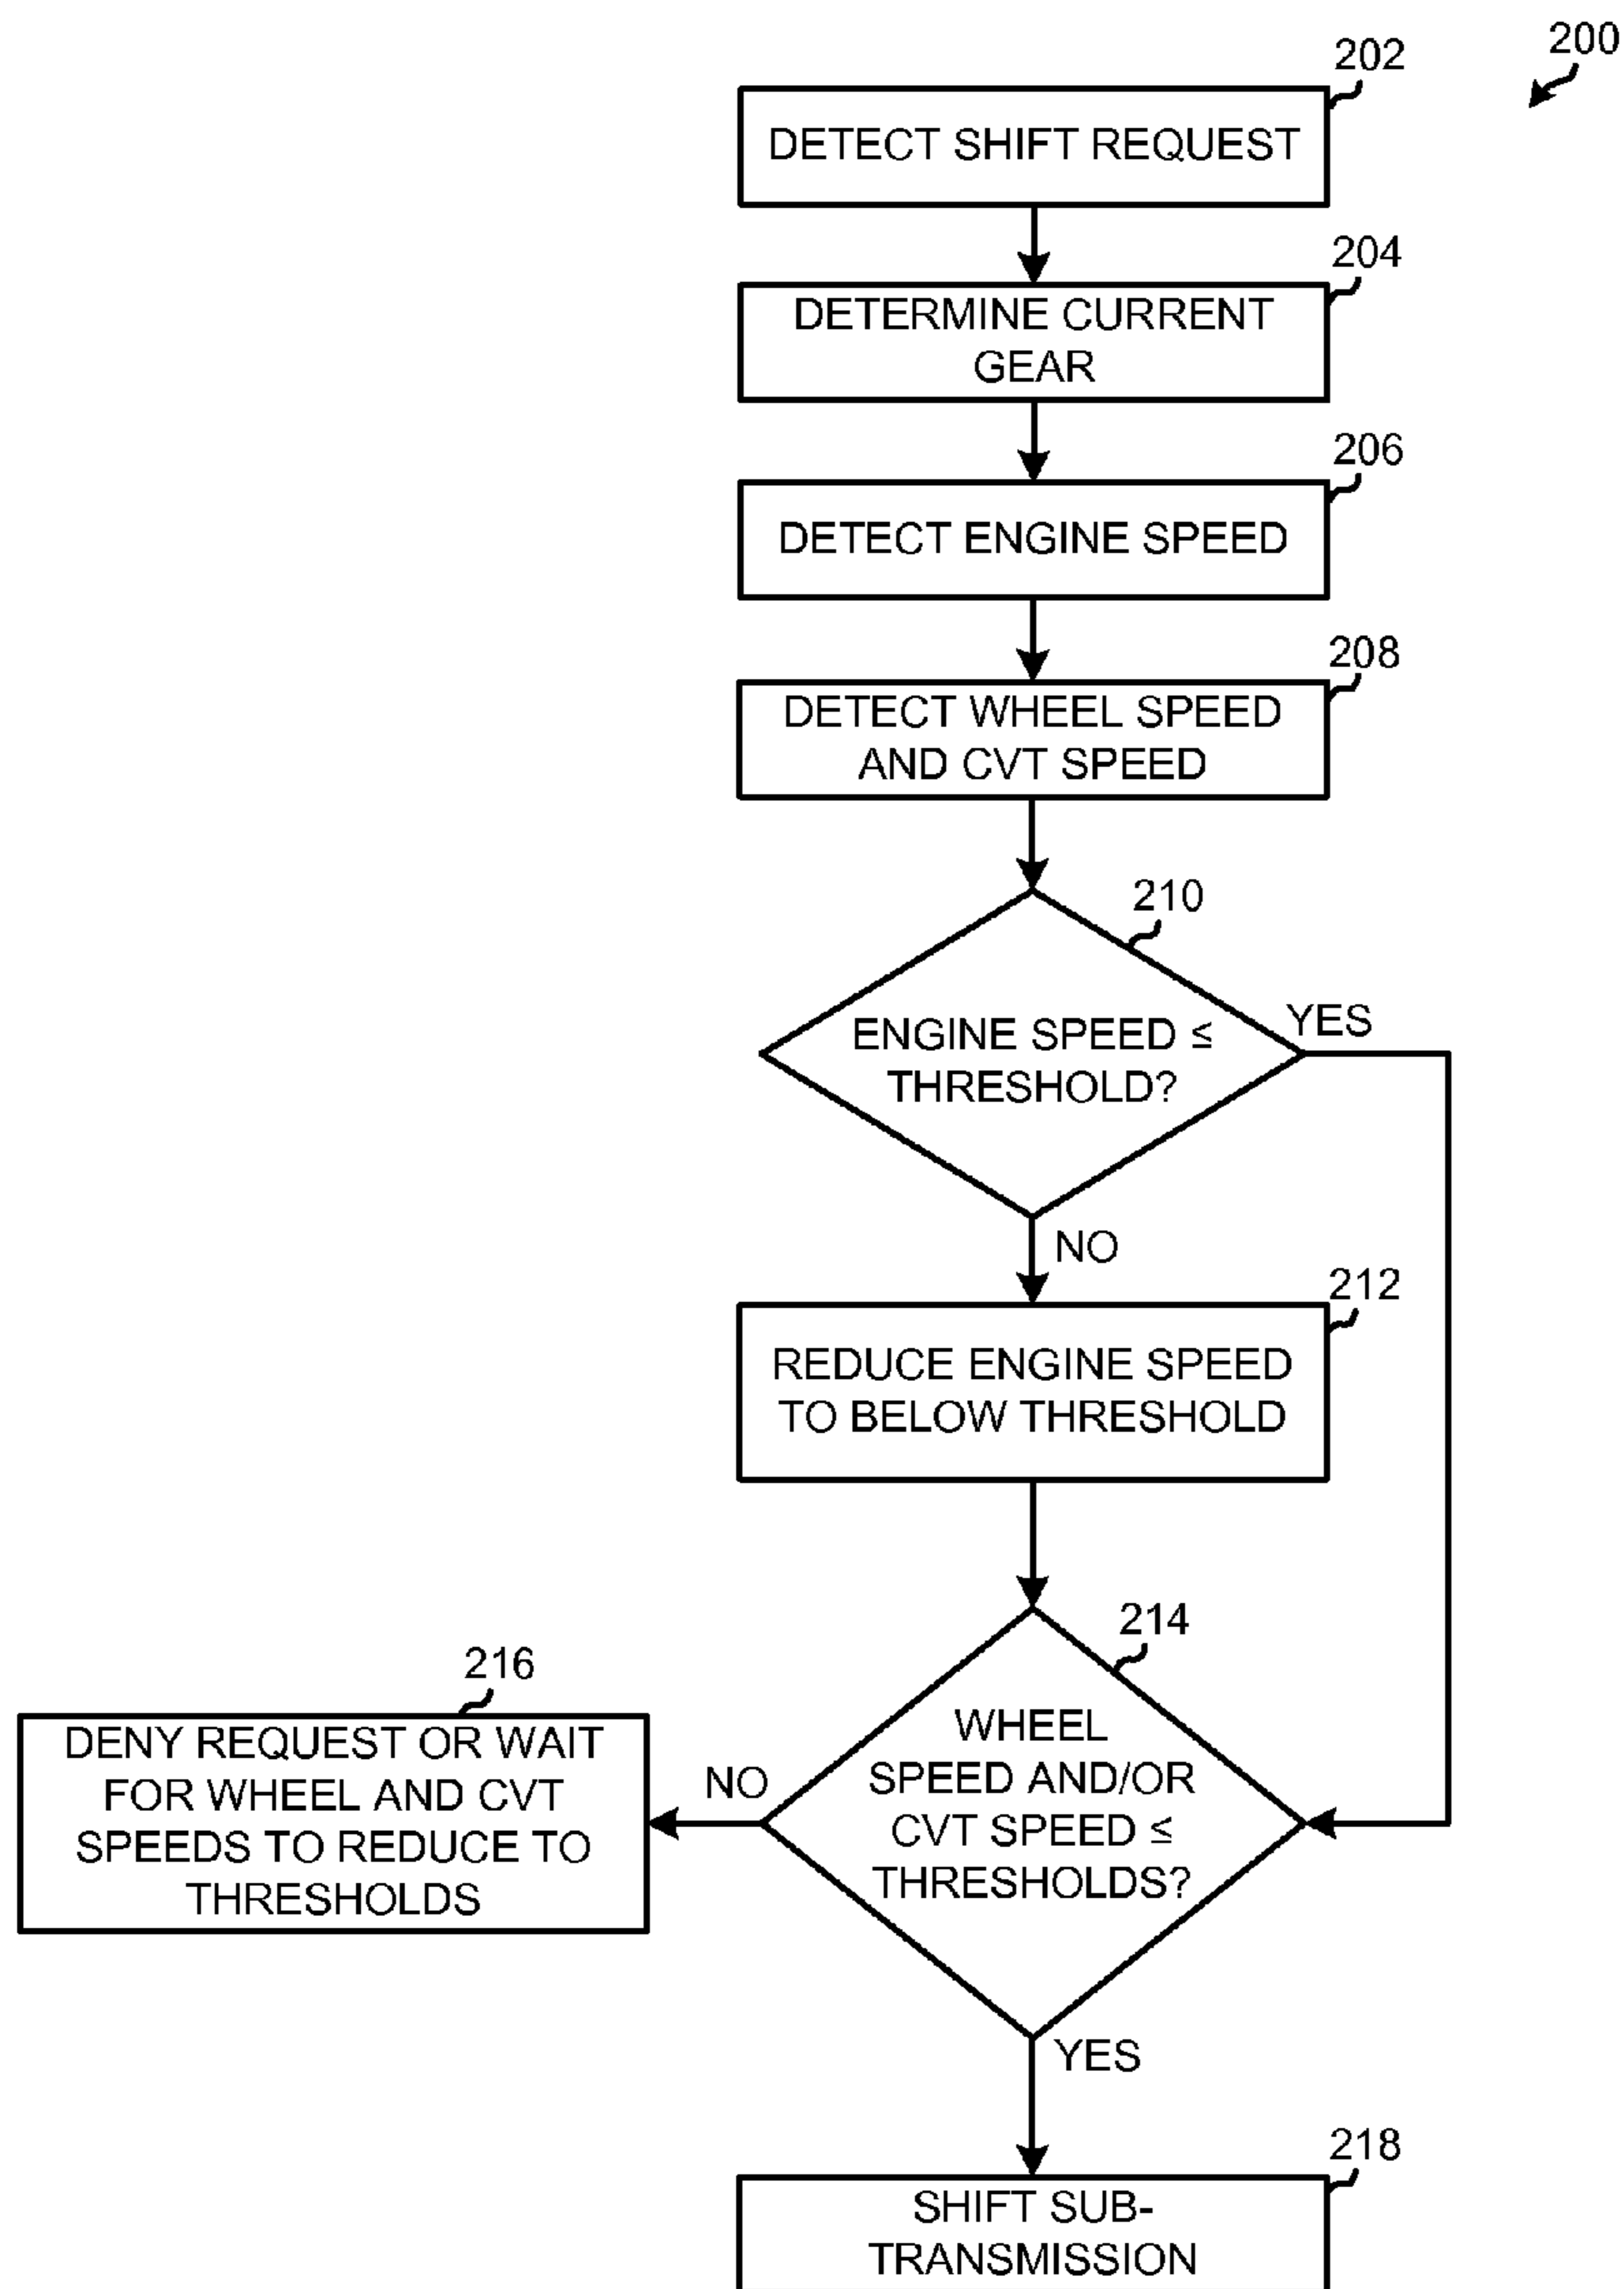 200
202
DETECT SHIFT REQUEST
204
DETERMINE CURRENT
GEAR
206
DETECT ENGINE SPEED
208
DETECT WHEEL SPEED
AND CVT SPEED
210
ENGINE SPEED ≤
THRESHOLD?
YES
NO
212
REDUCE ENGINE SPEED
TO BELOW THRESHOLD
214
WHEEL
SPEED AND/OR
CVT SPEED ≤
THRESHOLDS?
NO
216
DENY REQUEST OR WAIT
FOR WHEEL AND CVT
SPEEDS TO REDUCE TO
THRESHOLDS
YES
218
SHIFT SUB-
TRANSMISSION